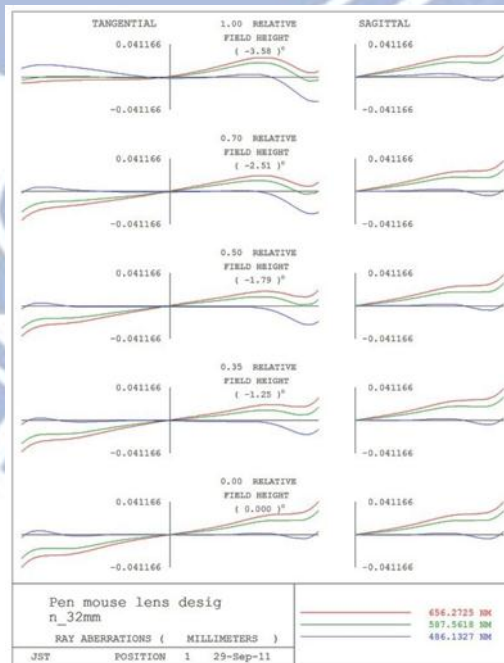 TANGENTIAL 1.00 RELATIVE SAGITTAL
FIELD HEIGHT
0.041166 ( -3.58 )° 0.041166
-0.041166 -0.041166
0.70 RELATIVE
FIELD HEIGHT
0.041166 ( -2.51 )° 0.041166
-0.041166 -0.041166
0.50 RELATIVE
FIELD HEIGHT
0.041166 ( -1.79 )° 0.041166
-0.041166 -0.041166
0.35 RELATIVE
FIELD HEIGHT
0.041166 ( -1.25 )° 0.041166
-0.041166 -0.041166
0.00 RELATIVE
FIELD HEIGHT
0.041166 ( 0.000 )° 0.041166
-0.041166 -0.041166
Pen mouse lens desig
n_32mm
RAY ABERRATIONS ( MILLIMETERS )
JST POSITION 1 29-Sep-11
656.2725 NM
587.5618 NM
486.1327 NM